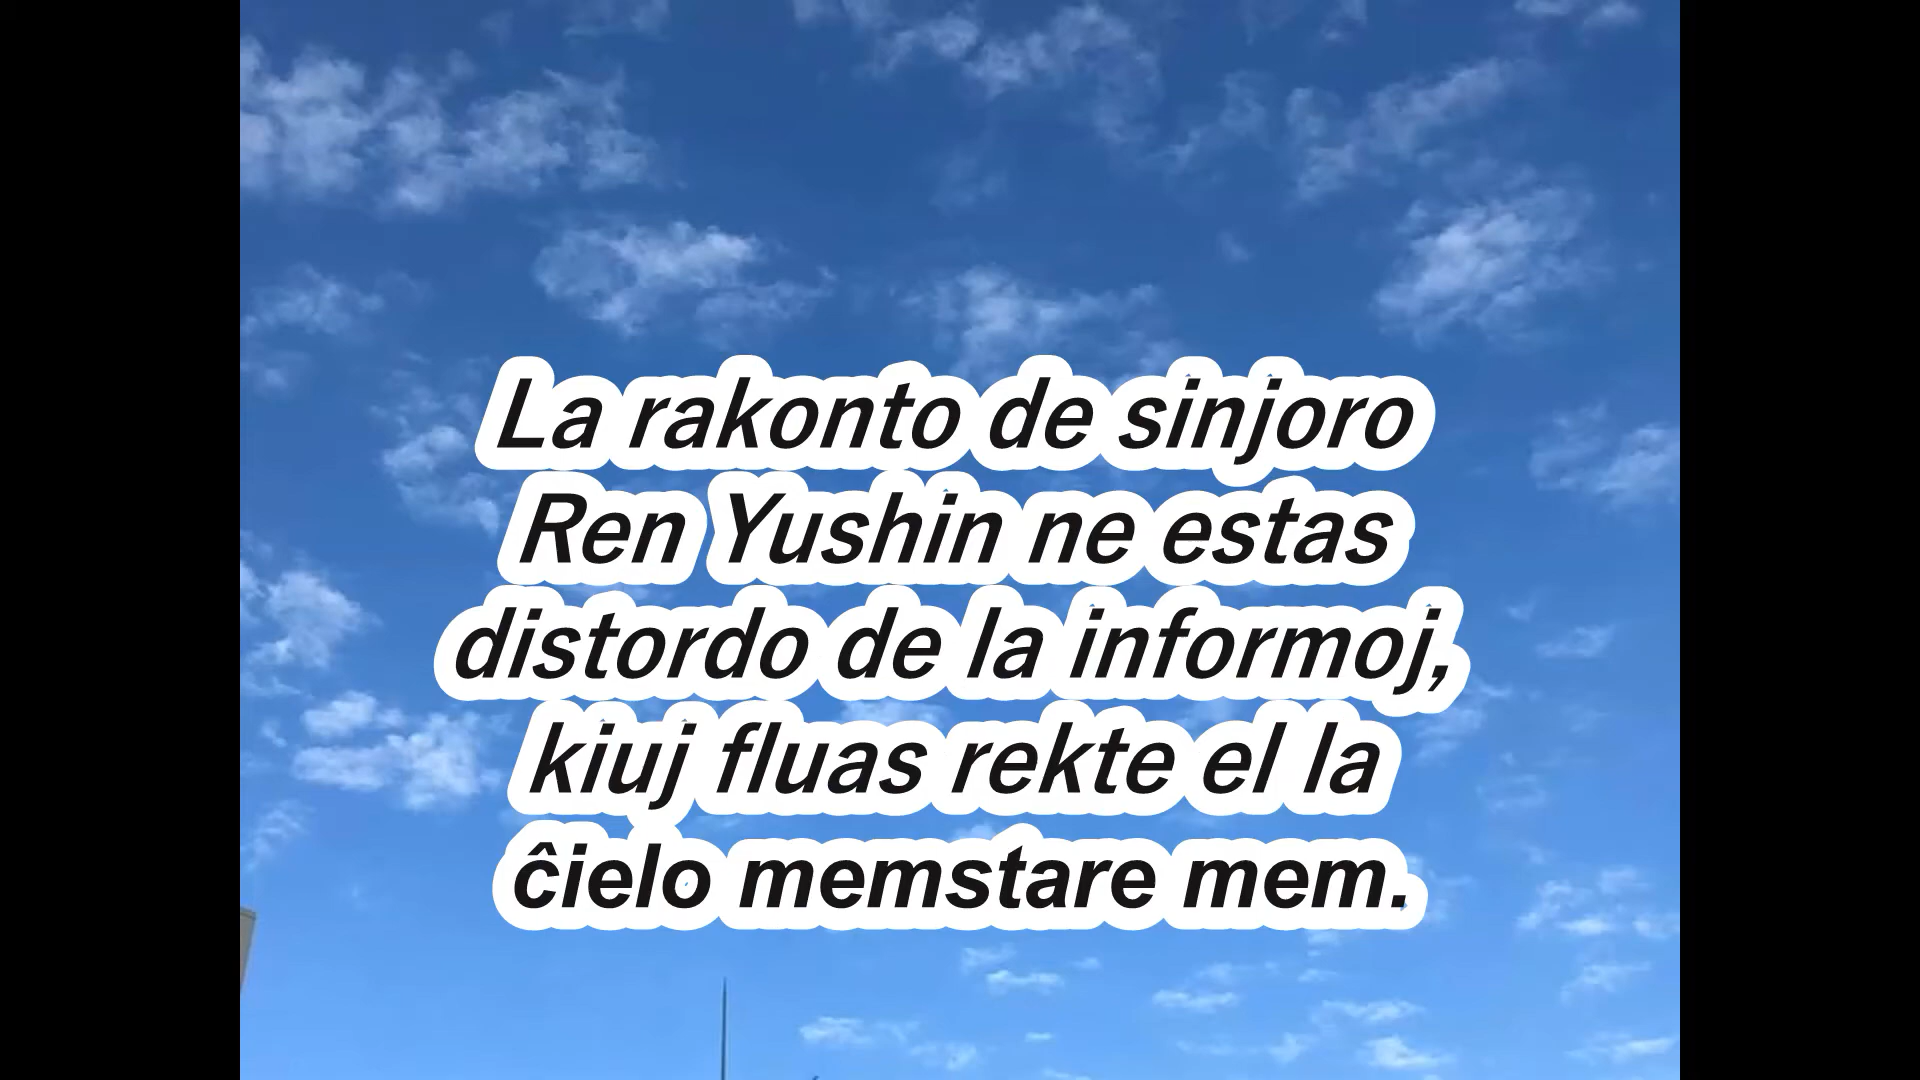 La rakonto de sinjoro
Ren Yushin ne estas
distordo de la informoj,
kiuj fluas rekte el la
ĉielo memstare mem.